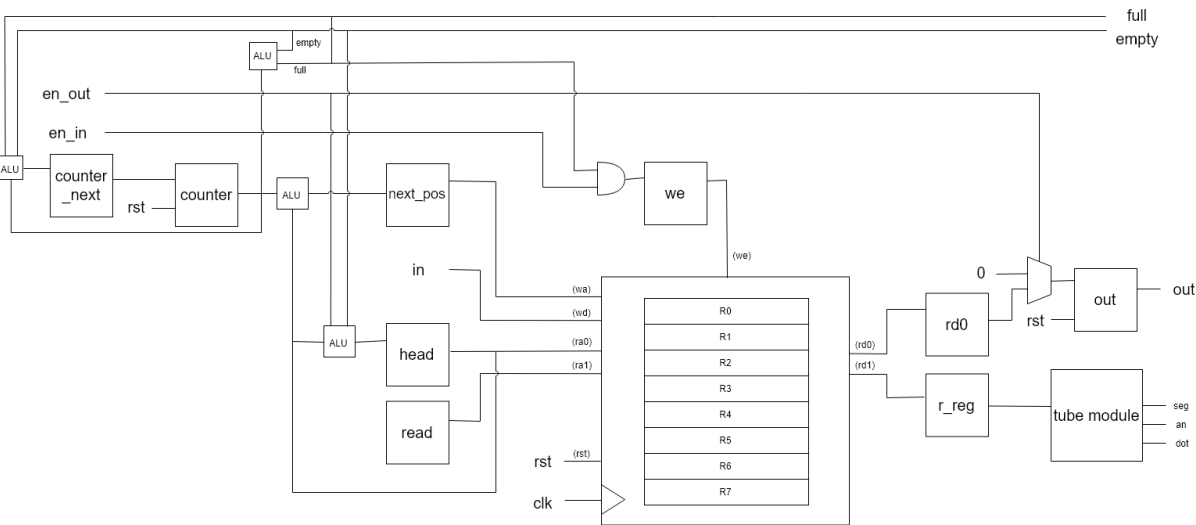 full
empty
empty
ALU
full
en_out
en_in
ALU
counter
_next
counter
rst
ALU
next_pos
we
(we)
in
0
out
out
(wa)
(wd)
R0
R1
R2
R3
R4
R5
R6
R7
rd0
rst
ALU
head
(ra0)
(ra1)
(rd0)
(rd1)
read
r_reg
tube module
seg
an
dot
rst
(rst)
clk